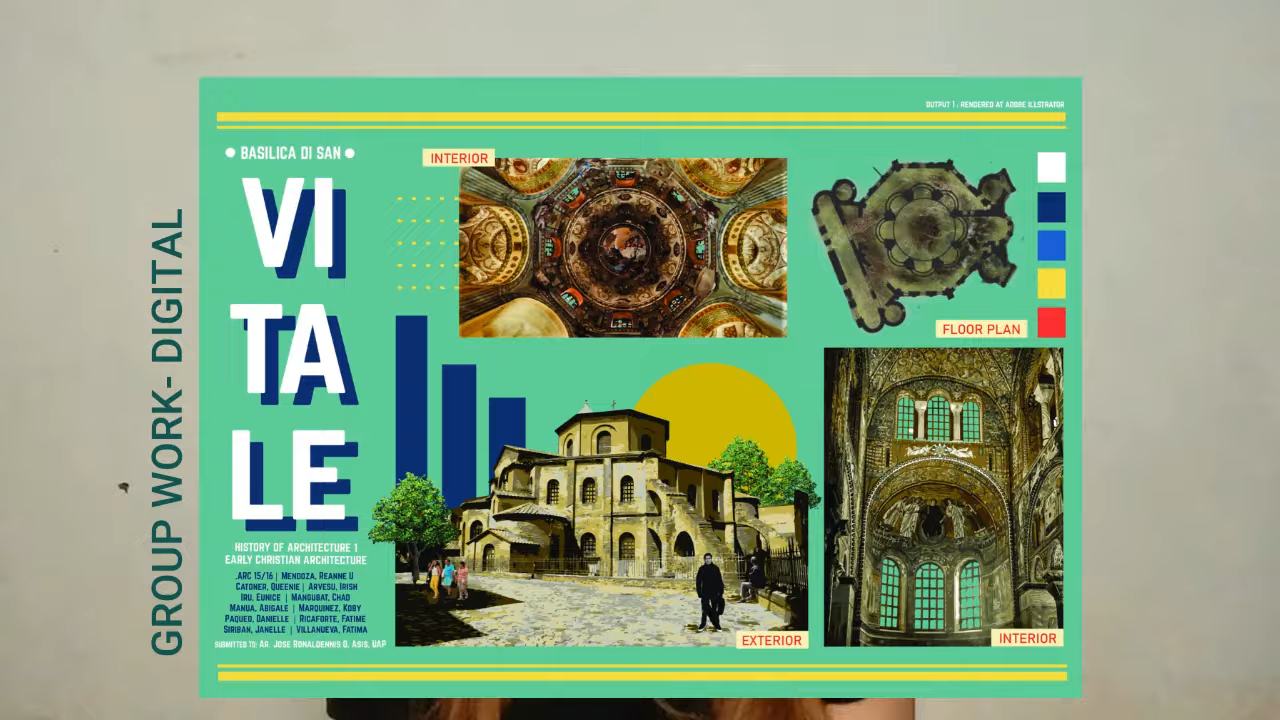 GROUP WORK- DIGITAL
OUTPUT 1 . RENDERED AT ADOBE ILLSTRATOR
BASILICA DI SAN
VI
TA
LE
HISTORY OF ARCHITECTURE 1
EARLY CHRISTIAN ARCHITECTURE
.ARC 15/16 | MENDOZA, REANNE U
CATONER, QUEENIE | ARVESU, IRISH
IRU, EUNICE | MANGUBAT, CHAD
MANUA, ABIGALE | MARQUINEZ, KOBY
PAQUEO, DANIELLE | RICAFORTE, FATIME
SIRIBAN, JANELLE | VILLANUEVA, FATIMA
SUBMITTED TO: AR. JOSE RONALDENNIS Q. ASIS, UAP
INTERIOR
FLOOR PLAN
EXTERIOR
INTERIOR